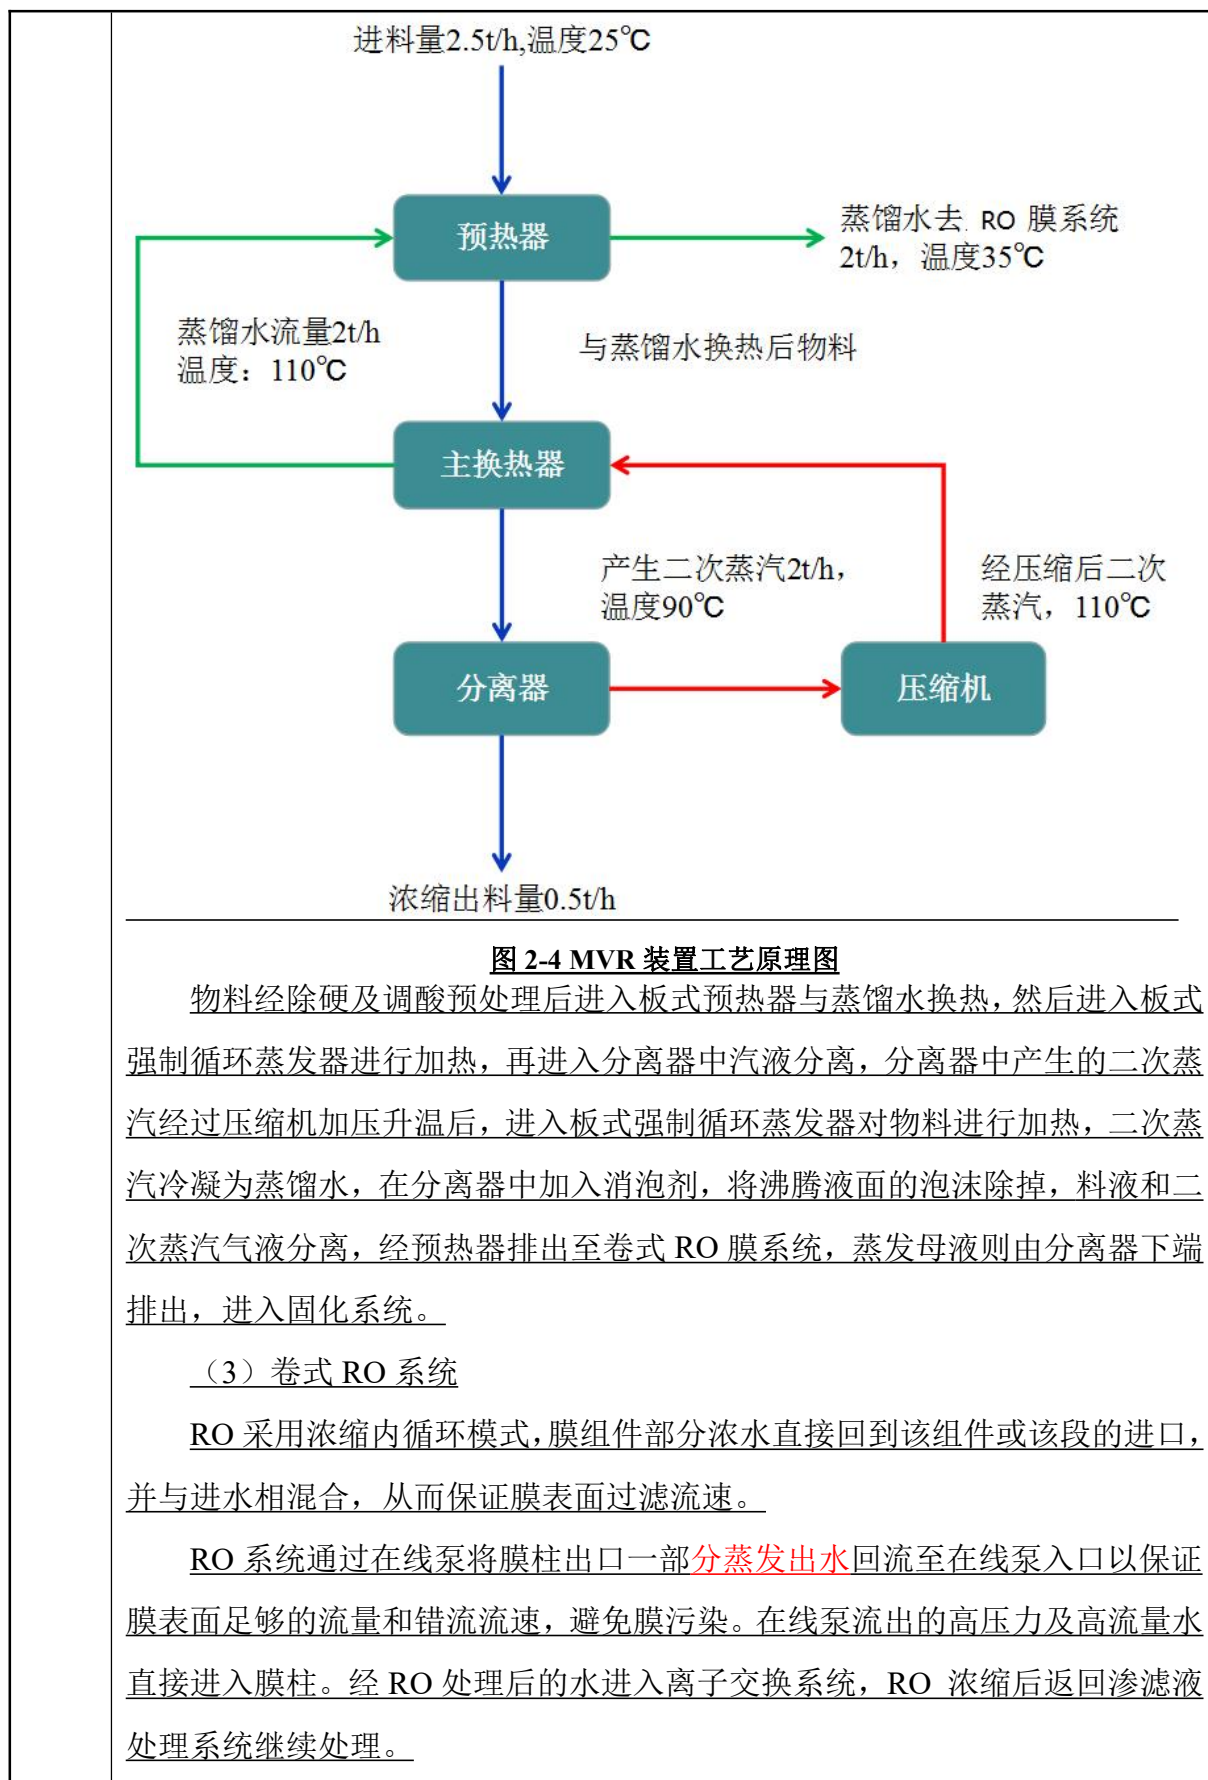 进料量2.5t/h,温度25℃
预热器
蒸馏水去 RO 膜系统
2t/h，温度35℃
蒸馏水流量2t/h
温度：110℃
与蒸馏水换热后物料
主换热器
产生二次蒸汽2t/h，
温度90℃
经压缩后二次
蒸汽，110℃
分离器
压缩机
浓缩出料量0.5t/h
图 2-4 MVR 装置工艺原理图
物料经除硬及调酸预处理后进入板式预热器与蒸馏水换热，然后进入板式
强制循环蒸发器进行加热，再进入分离器中汽液分离，分离器中产生的二次蒸
汽经过压缩机加压升温后，进入板式强制循环蒸发器对物料进行加热，二次蒸
汽冷凝为蒸馏水，在分离器中加入消泡剂，将沸腾液面的泡沫除掉，料液和二
次蒸汽气液分离，经预热器排出至卷式 RO 膜系统，蒸发母液则由分离器下端
排出，进入固化系统。
（3）卷式 RO 系统
RO 采用浓缩内循环模式，膜组件部分浓水直接回到该组件或该段的进口，
并与进水相混合，从而保证膜表面过滤流速。
RO 系统通过在线泵将膜柱出口一部分蒸发出水回流至在线泵入口以保证
膜表面足够的流量和错流流速，避免膜污染。在线泵流出的高压力及高流量水
直接进入膜柱。经 RO 处理后的水进入离子交换系统，RO 浓缩后返回渗滤液
处理系统继续处理。